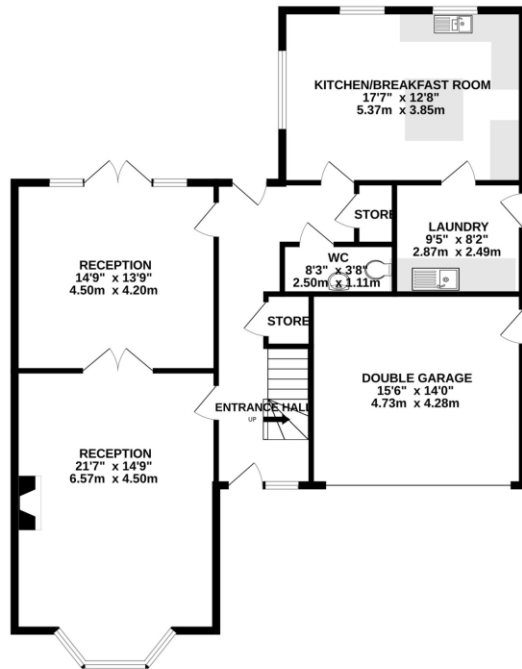 KITCHEN/BREAKFAST ROOM
17'7" x 12'8"
5.37m x 3.85m
STORE
LAUNDRY
9'5" x 8'2"
2.87m x 2.49m
WC
8'3" x 3'8"
2.50m x 1.11m
RECEPTION
14'9" x 13'9"
4.50m x 4.20m
STORE
DOUBLE GARAGE
15'6" x 14'0"
4.73m x 4.28m
ENTRANCE HALL
UP
RECEPTION
21'7" x 14'9"
6.57m x 4.50m